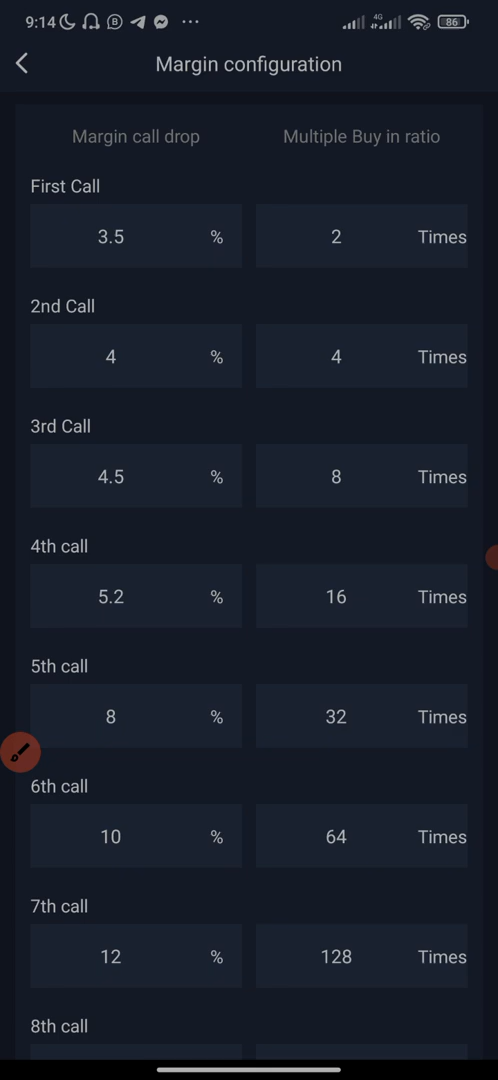 9:14 B ... 4G 86
Margin configuration
Margin call drop Multiple Buy in ratio
First Call
3.5 % 2 Times
2nd Call
4 % 4 Times
3rd Call
4.5 % 8 Times
4th call
5.2 % 16 Times
5th call
8 % 32 Times
6th call
10 % 64 Times
7th call
12 % 128 Times
8th call